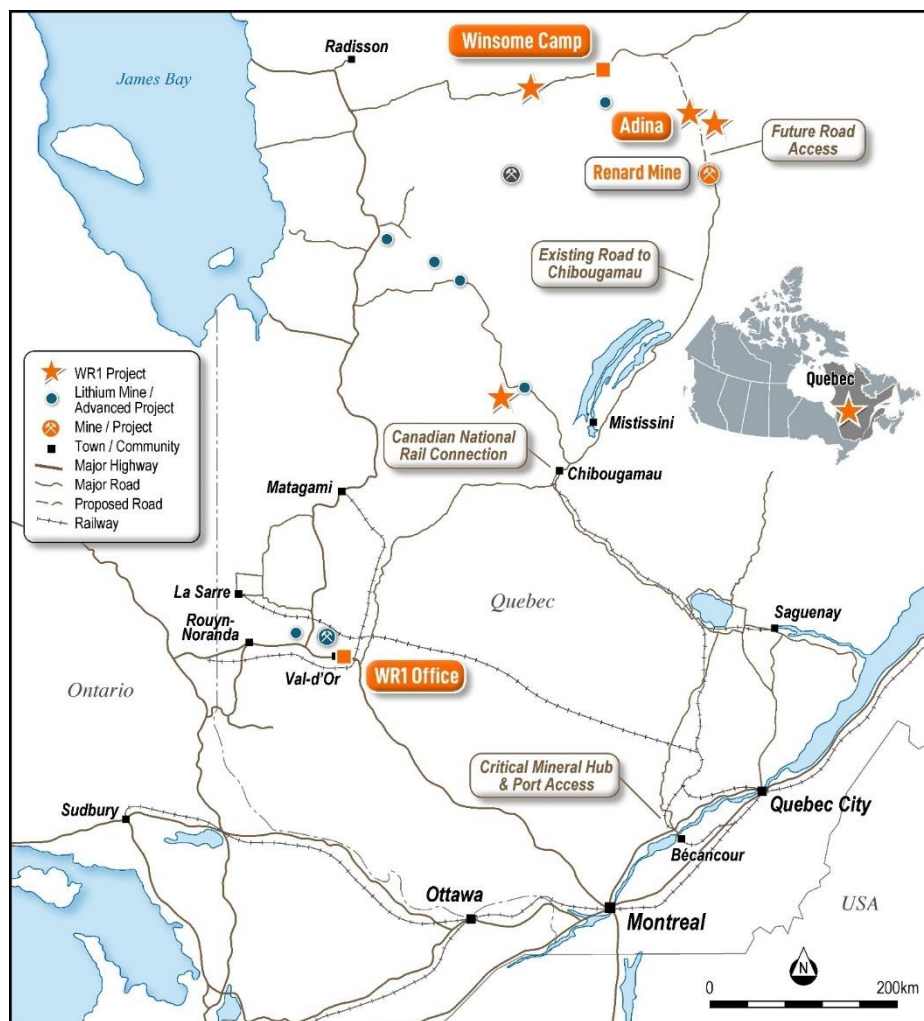 Winsome Camp
Radisson
James Bay
Adina
Future Road
Access
Renard Mine
Existing Road to
Chibougamau
WR1 Project
Lithium Mine /
Advanced Project
Mine / Project
Town / Community
Major Highway
Major Road
Proposed Road
Railway
Quebec
Mistissini
Canadian National
Rail Connection
Chibougamau
Matagami
La Sarre
Quebec
Rouyn-
Noranda
Saguenay
Val-d'Or
WR1 Office
Ontario
Critical Mineral Hub
& Port Access
Sudbury
Quebec City
Bécancour
Ottawa
Montreal
USA
N
0 200km